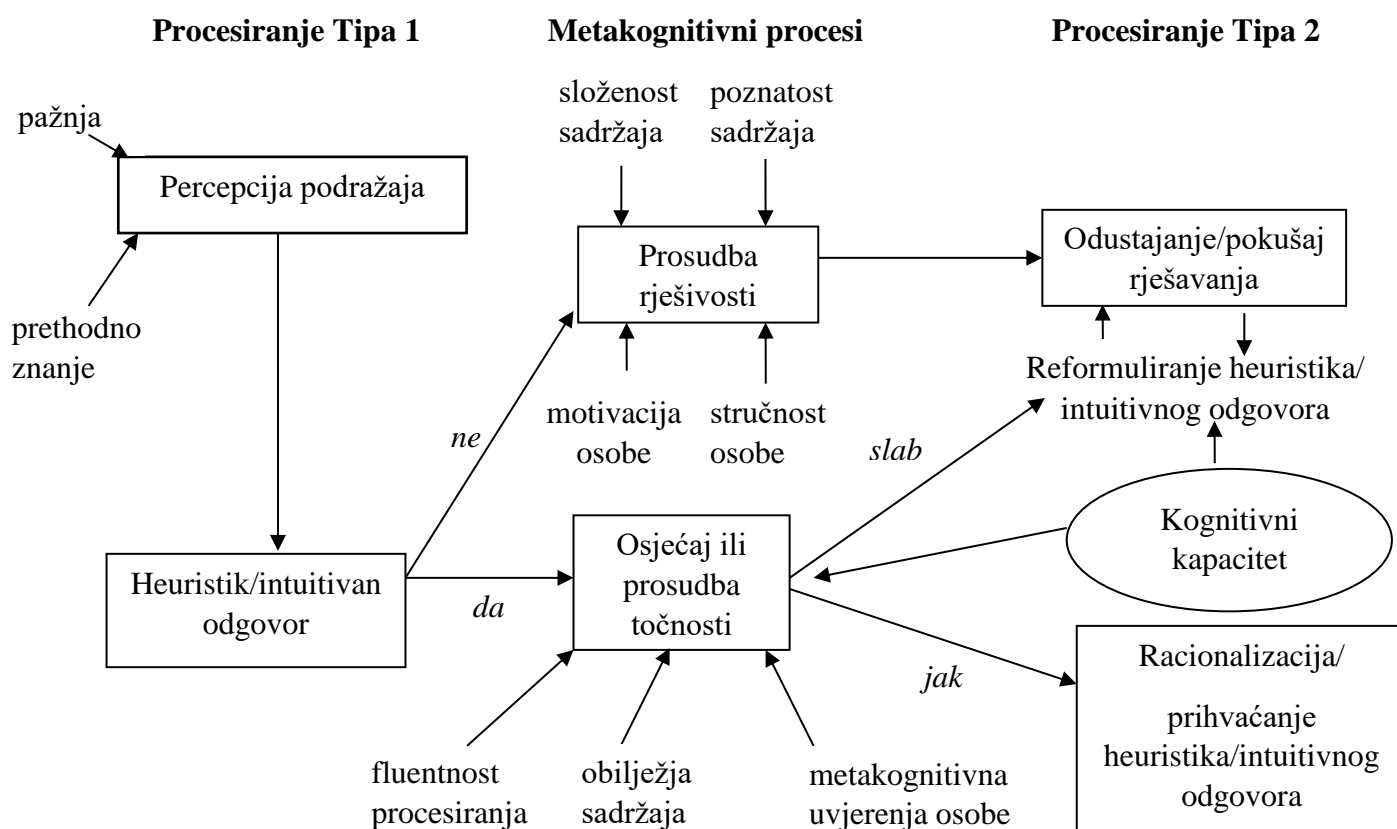 Procesiranje Tipa 1
Metakognitivni procesi
Procesiranje Tipa 2
složenost
sadržaja
poznatost
sadržaja
pažnja
Percepcija podražaja
Prosudba
rješivosti
Odustajanje/pokušaj
rješavanja
prethodno
znanje
Reformuliranje heuristika/
intuitivnog odgovora
motivacija
osobe
stručnost
osobe
ne
slab
Kognitivni
kapacitet
Heuristik/intuitivan
odgovor
da
Osjećaj ili
prosudba
točnosti
jak
Racionalizacija/
prihvaćanje
heuristika/intuitivnog
odgovora
fluentnost
procesiranja
obilježja
sadržaja
metakognitivna
uvjerenja osobe